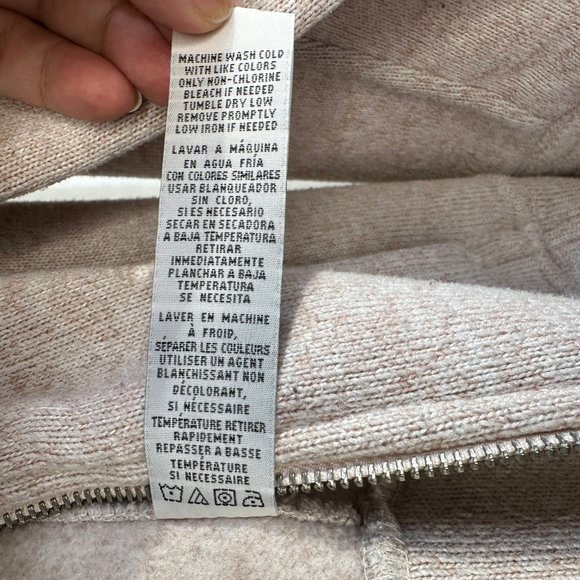 MACHINE WASH COLD
WITH LIKE COLORS
ONLY NON-CHLORINE
BLEACH IF NEEDED
TUMBLE DRY LOW
REMOVE PROMPTLY
LOW IRON IF NEEDED
LAVAR A MÁQUINA
EN AGUA FRÍA
CON COLORES SIMILARES
USAR BLANQUEADOR
SIN CLORO,
SI ES NECESARIO
SECAR EN SECADORA
A BAJA TEMPERATURA
RETIRAR
INMEDIATAMENTE
PLANCHAR A BAJA
TEMPERATURA
SE NECESITA
LAVER EN MACHINE
À FROID,
SÉPARER LES COULEURS
UTILISER UN AGENT
BLANCHISSANT NON
DÉCOLORANT,
SI NÉCESSAIRE
TEMPÉRATURE RETIRER
RAPIDEMENT
REPASSER A BASSE
TEMPÉRATURE
SI NÉCESSAIRE